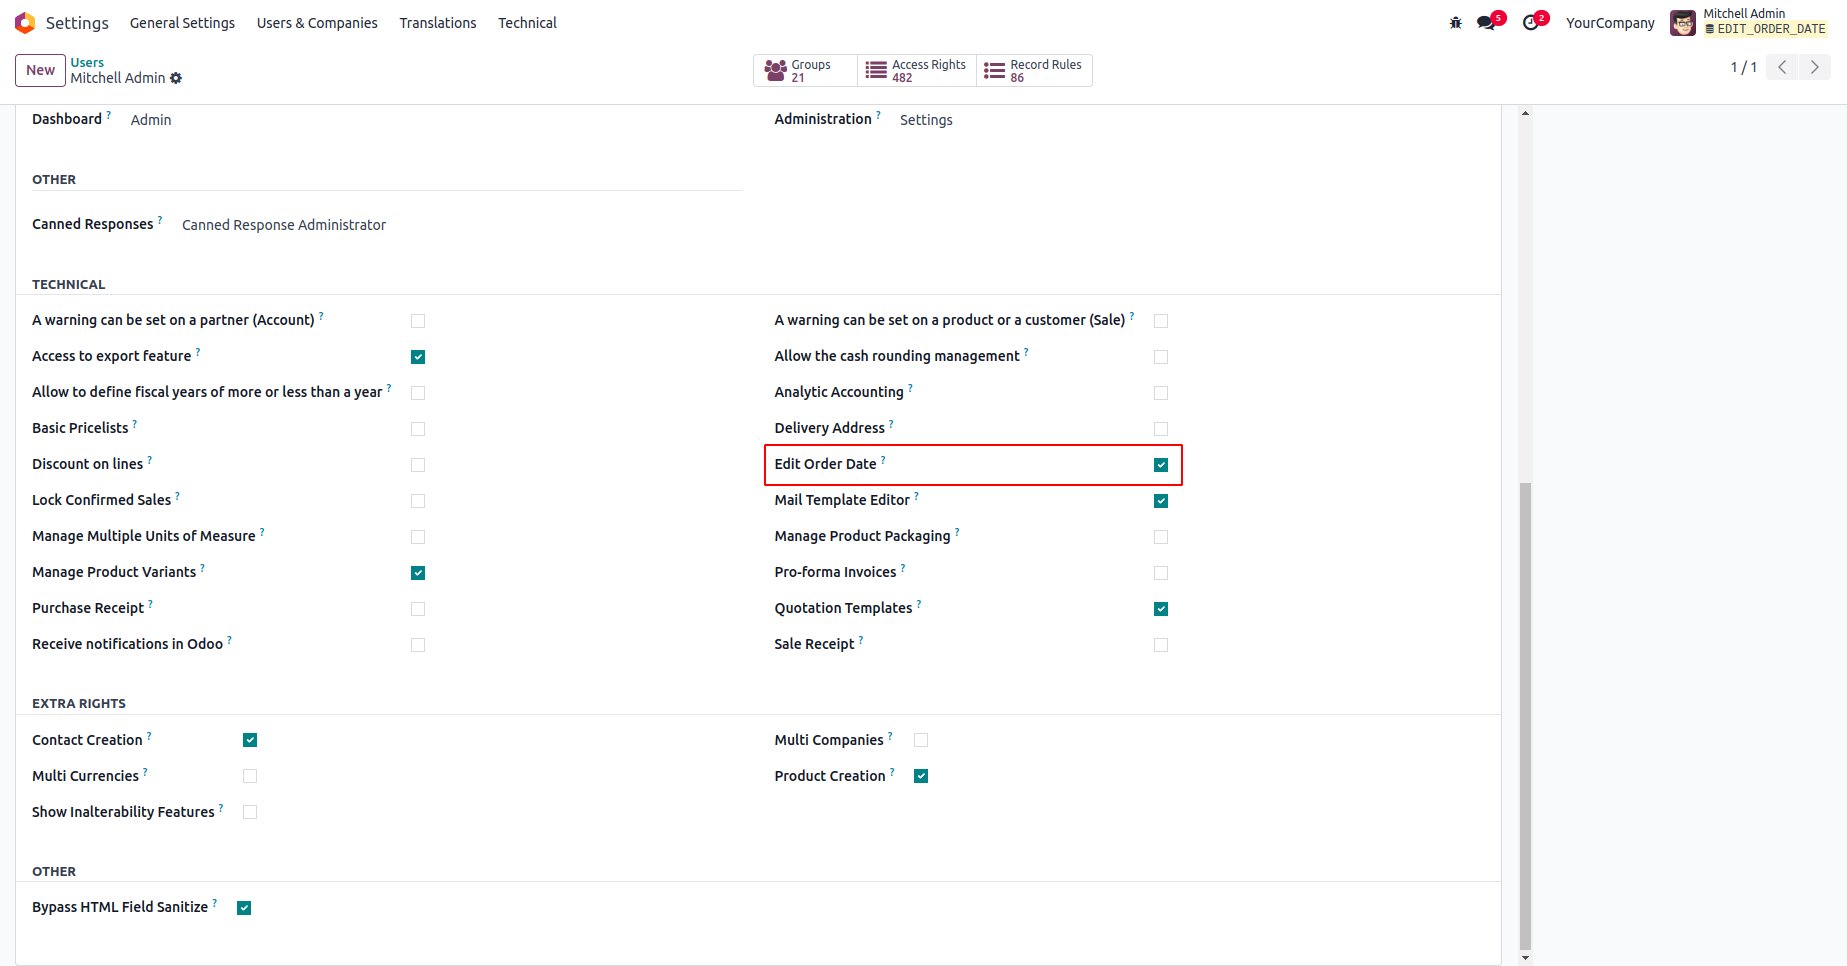 Settings General Settings Users & Companies Translations Technical 5 2 YourCompany Mitchell Admin
EDIT_ORDER_DATE
New Users
Mitchell Admin
Groups
21
Access Rights
482
Record Rules
86
1 / 1
Dashboard ? Admin Administration ? Settings
OTHER
Canned Responses ? Canned Response Administrator
TECHNICAL
A warning can be set on a partner (Account) ? A warning can be set on a product or a customer (Sale) ?
Access to export feature ? Allow the cash rounding management ?
Allow to define fiscal years of more or less than a year ? Analytic Accounting ?
Basic Pricelists ? Delivery Address ?
Discount on lines ? Edit Order Date ?
Lock Confirmed Sales ? Mail Template Editor ?
Manage Multiple Units of Measure ? Manage Product Packaging ?
Manage Product Variants ? Pro-forma Invoices ?
Purchase Receipt ? Quotation Templates ?
Receive notifications in Odoo ? Sale Receipt ?
EXTRA RIGHTS
Contact Creation ? Multi Companies ?
Multi Currencies ? Product Creation ?
Show Inalterability Features ?
OTHER
Bypass HTML Field Sanitize ?